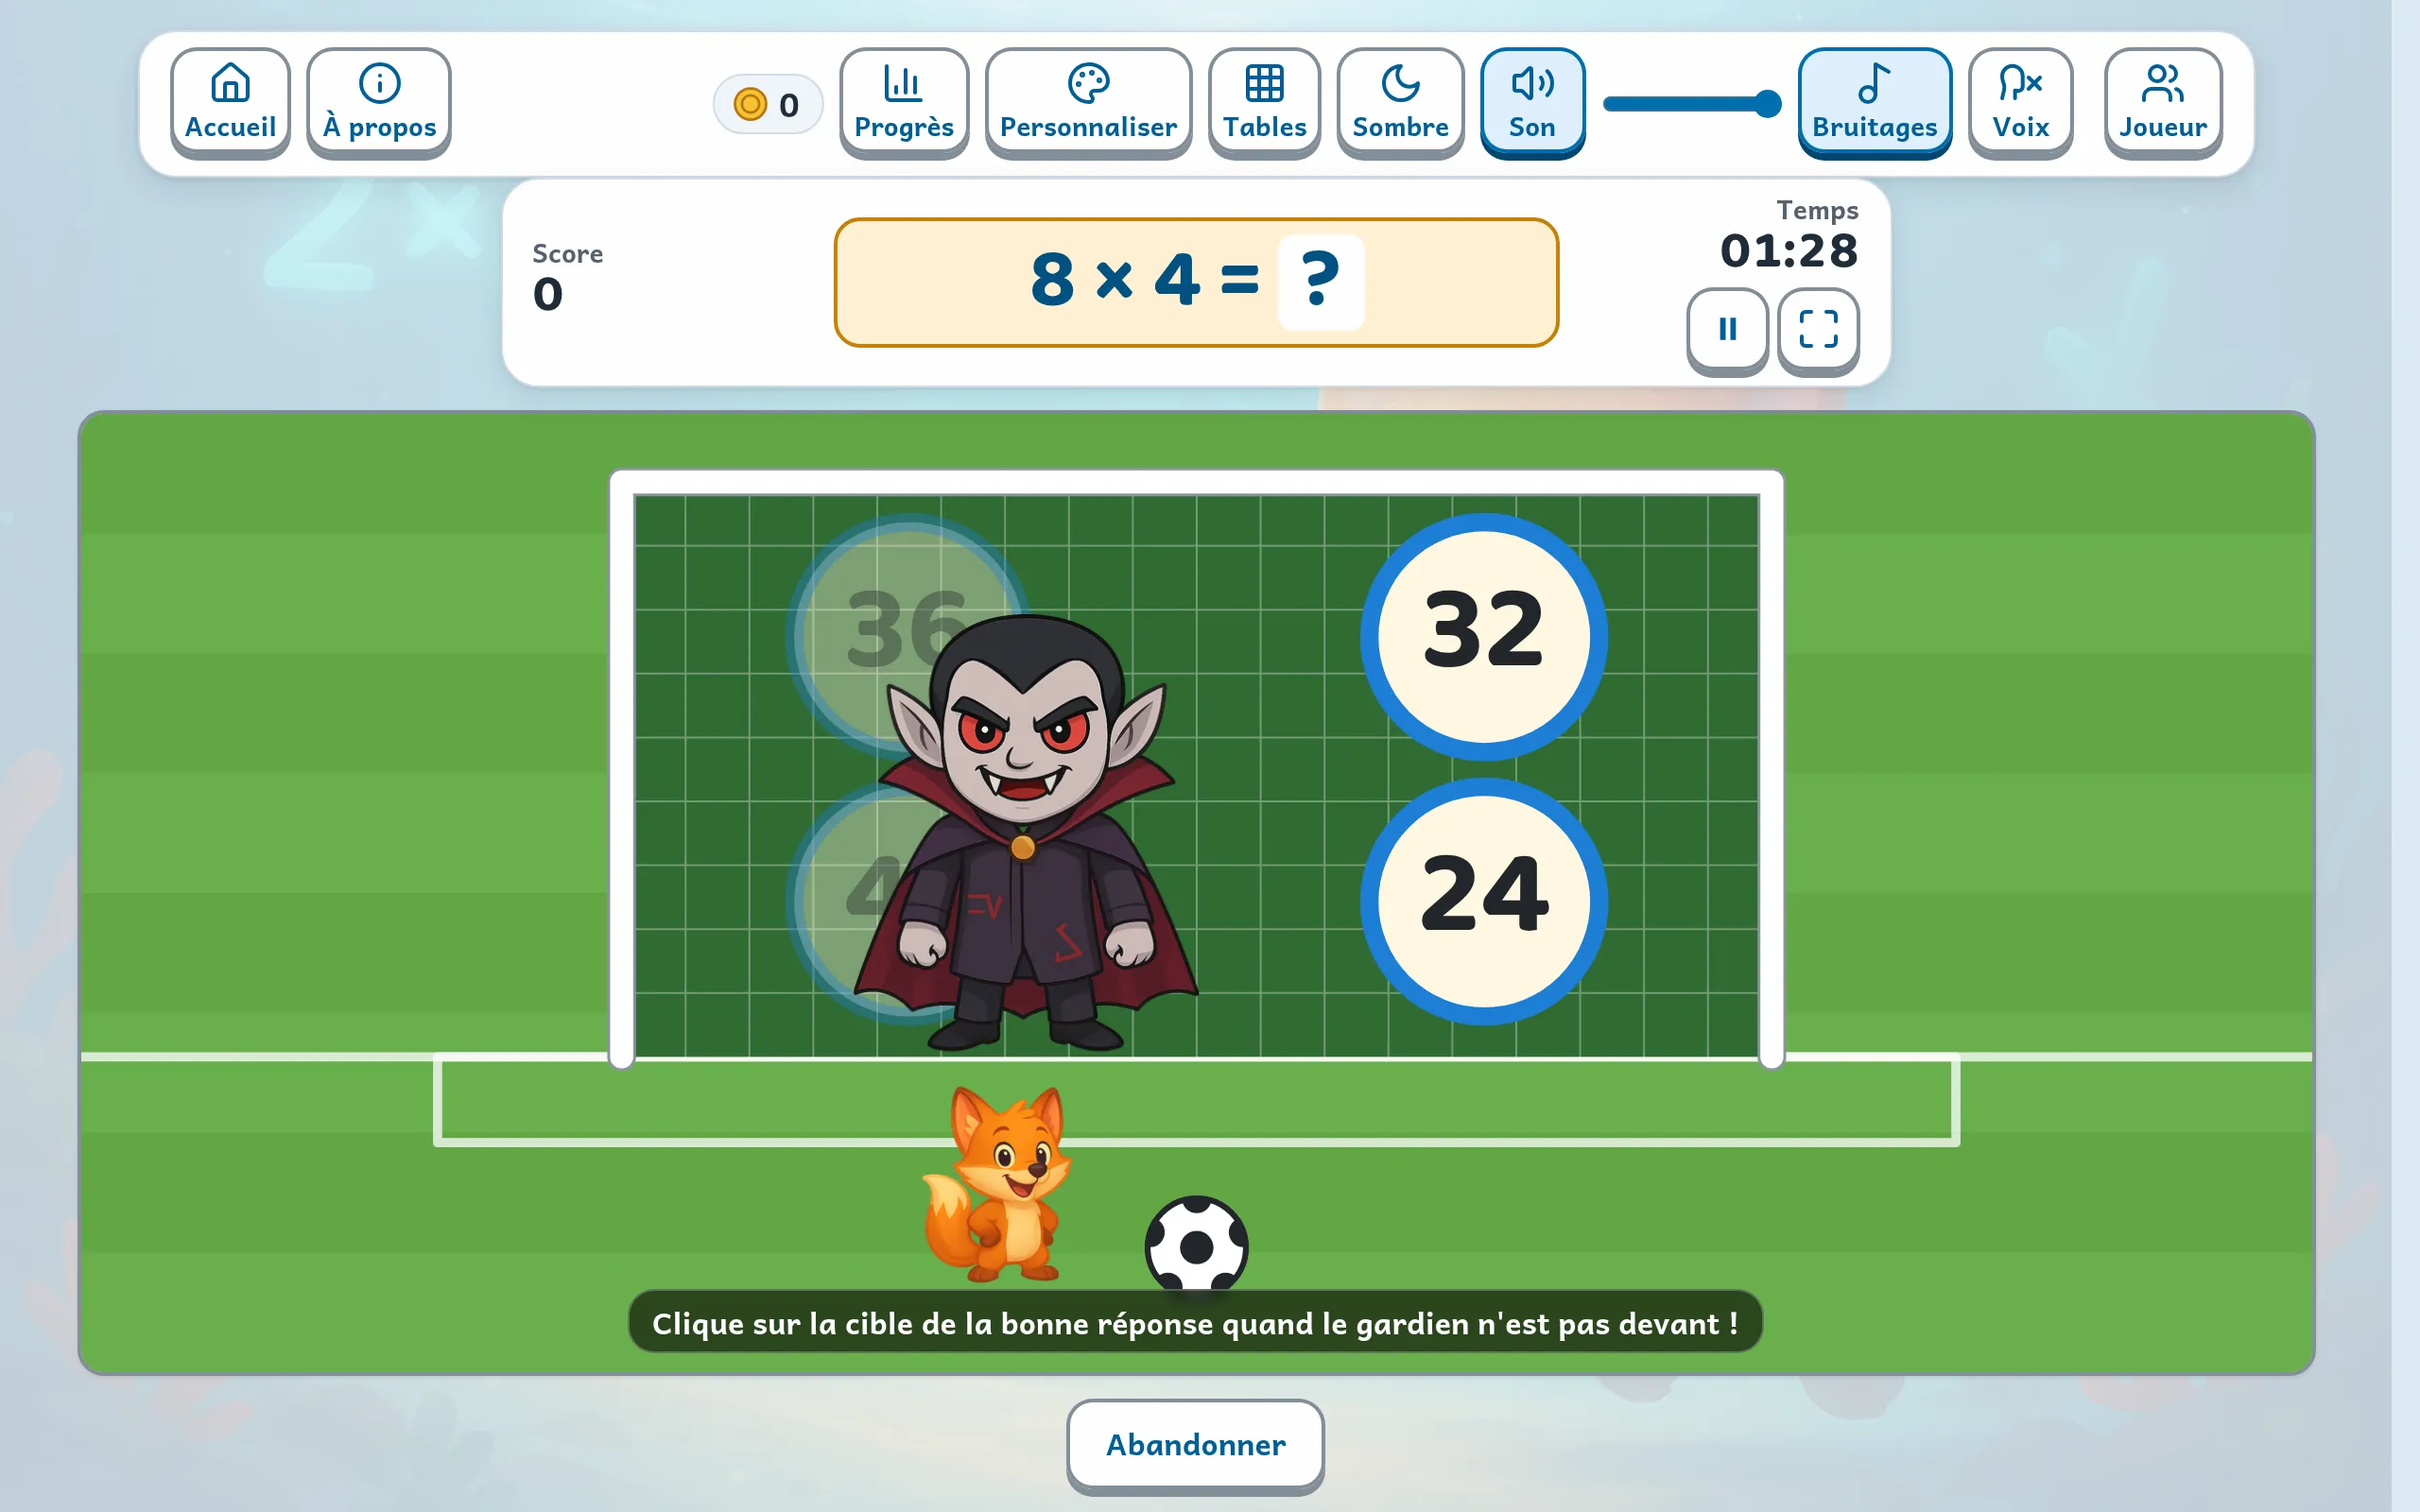 Accueil
À propos
0
Progrès
Personnaliser
Tables
Sombre
Son
Bruitages
Voix
Joueur
2×
Score
0
8 × 4 = ?
Temps
01:28
36
32
24
Clique sur la cible de la bonne réponse quand le gardien n'est pas devant !
Abandonner